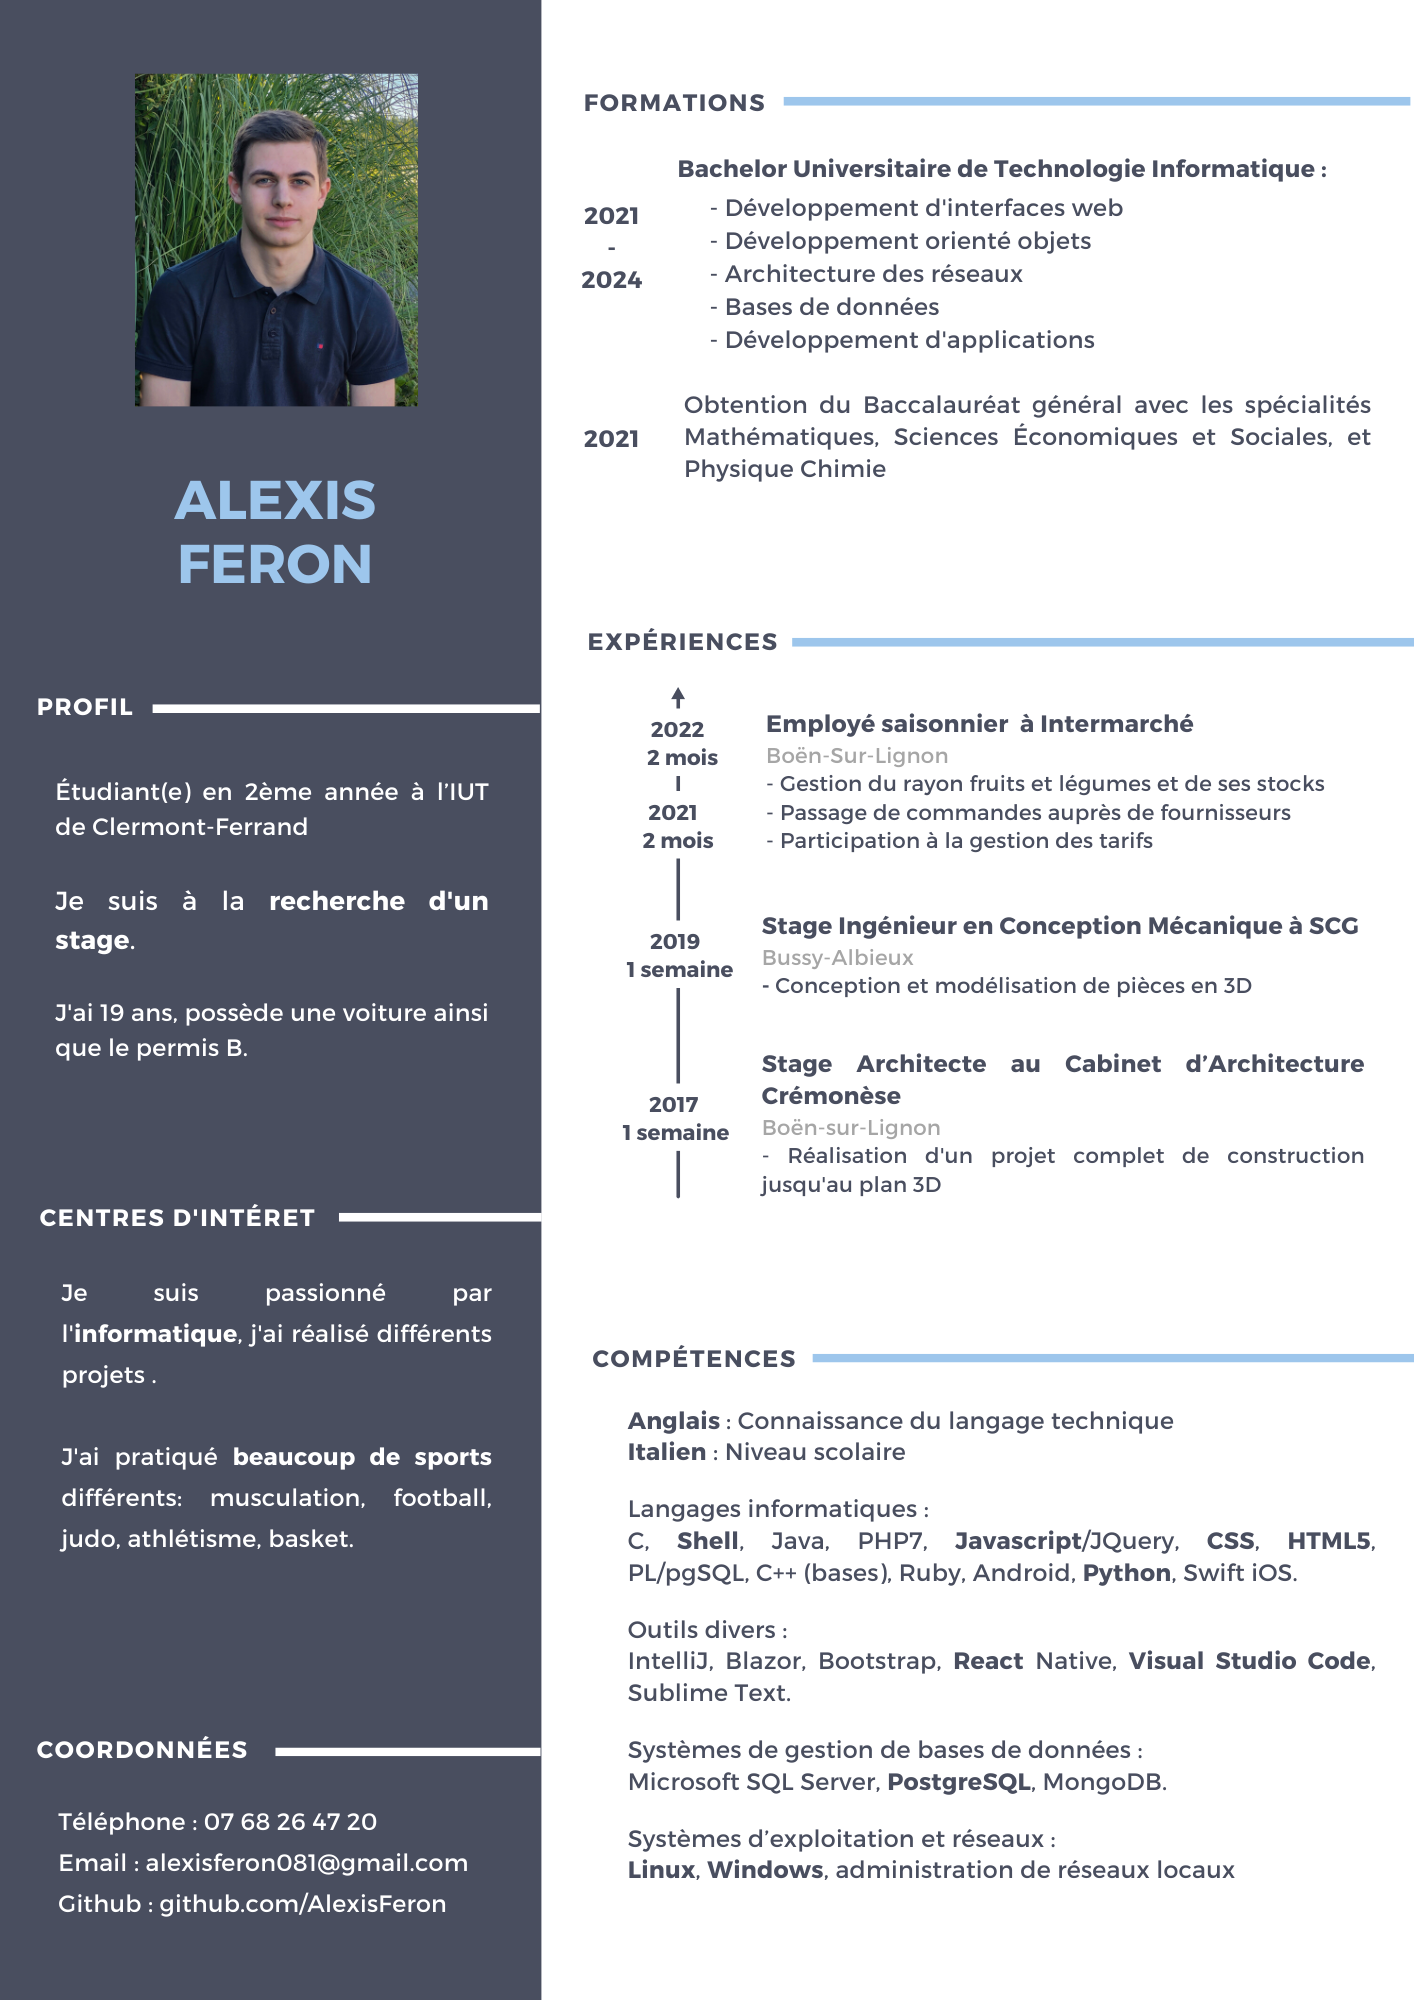 ALEXIS
FERON
PROFIL
Étudiant(e) en 2ème année à l’IUT
de Clermont-Ferrand
Je suis à la recherche d'un
stage.
J'ai 19 ans, possède une voiture ainsi
que le permis B.
CENTRES D'INTÉRET
Je suis passionné par
l'informatique, j'ai réalisé différents
projets .
J'ai pratiqué beaucoup de sports
différents: musculation, football,
judo, athlétisme, basket.
COORDONNÉES
Téléphone : 07 68 26 47 20
Email : alexisferon081@gmail.com
Github : github.com/AlexisFeron
FORMATIONS
2021
-
2024
Bachelor Universitaire de Technologie Informatique :
- Développement d'interfaces web
- Développement orienté objets
- Architecture des réseaux
- Bases de données
- Développement d'applications
2021
Obtention du Baccalauréat général avec les spécialités
Mathématiques, Sciences Économiques et Sociales, et
Physique Chimie
EXPÉRIENCES
2022
2 mois
2021
2 mois
Employé saisonnier à Intermarché
Boën-Sur-Lignon
- Gestion du rayon fruits et légumes et de ses stocks
- Passage de commandes auprès de fournisseurs
- Participation à la gestion des tarifs
2019
1 semaine
Stage Ingénieur en Conception Mécanique à SCG
Bussy-Albieux
- Conception et modélisation de pièces en 3D
2017
1 semaine
Stage Architecte au Cabinet d’Architecture
Crémonèse
Boën-sur-Lignon
- Réalisation d'un projet complet de construction
jusqu'au plan 3D
COMPÉTENCES
Anglais : Connaissance du langage technique
Italien : Niveau scolaire
Langages informatiques :
C, Shell, Java, PHP7, Javascript/JQuery, CSS, HTML5,
PL/pgSQL, C++ (bases), Ruby, Android, Python, Swift iOS.
Outils divers :
IntelliJ, Blazor, Bootstrap, React Native, Visual Studio Code,
Sublime Text.
Systèmes de gestion de bases de données :
Microsoft SQL Server, PostgreSQL, MongoDB.
Systèmes d’exploitation et réseaux :
Linux, Windows, administration de réseaux locaux